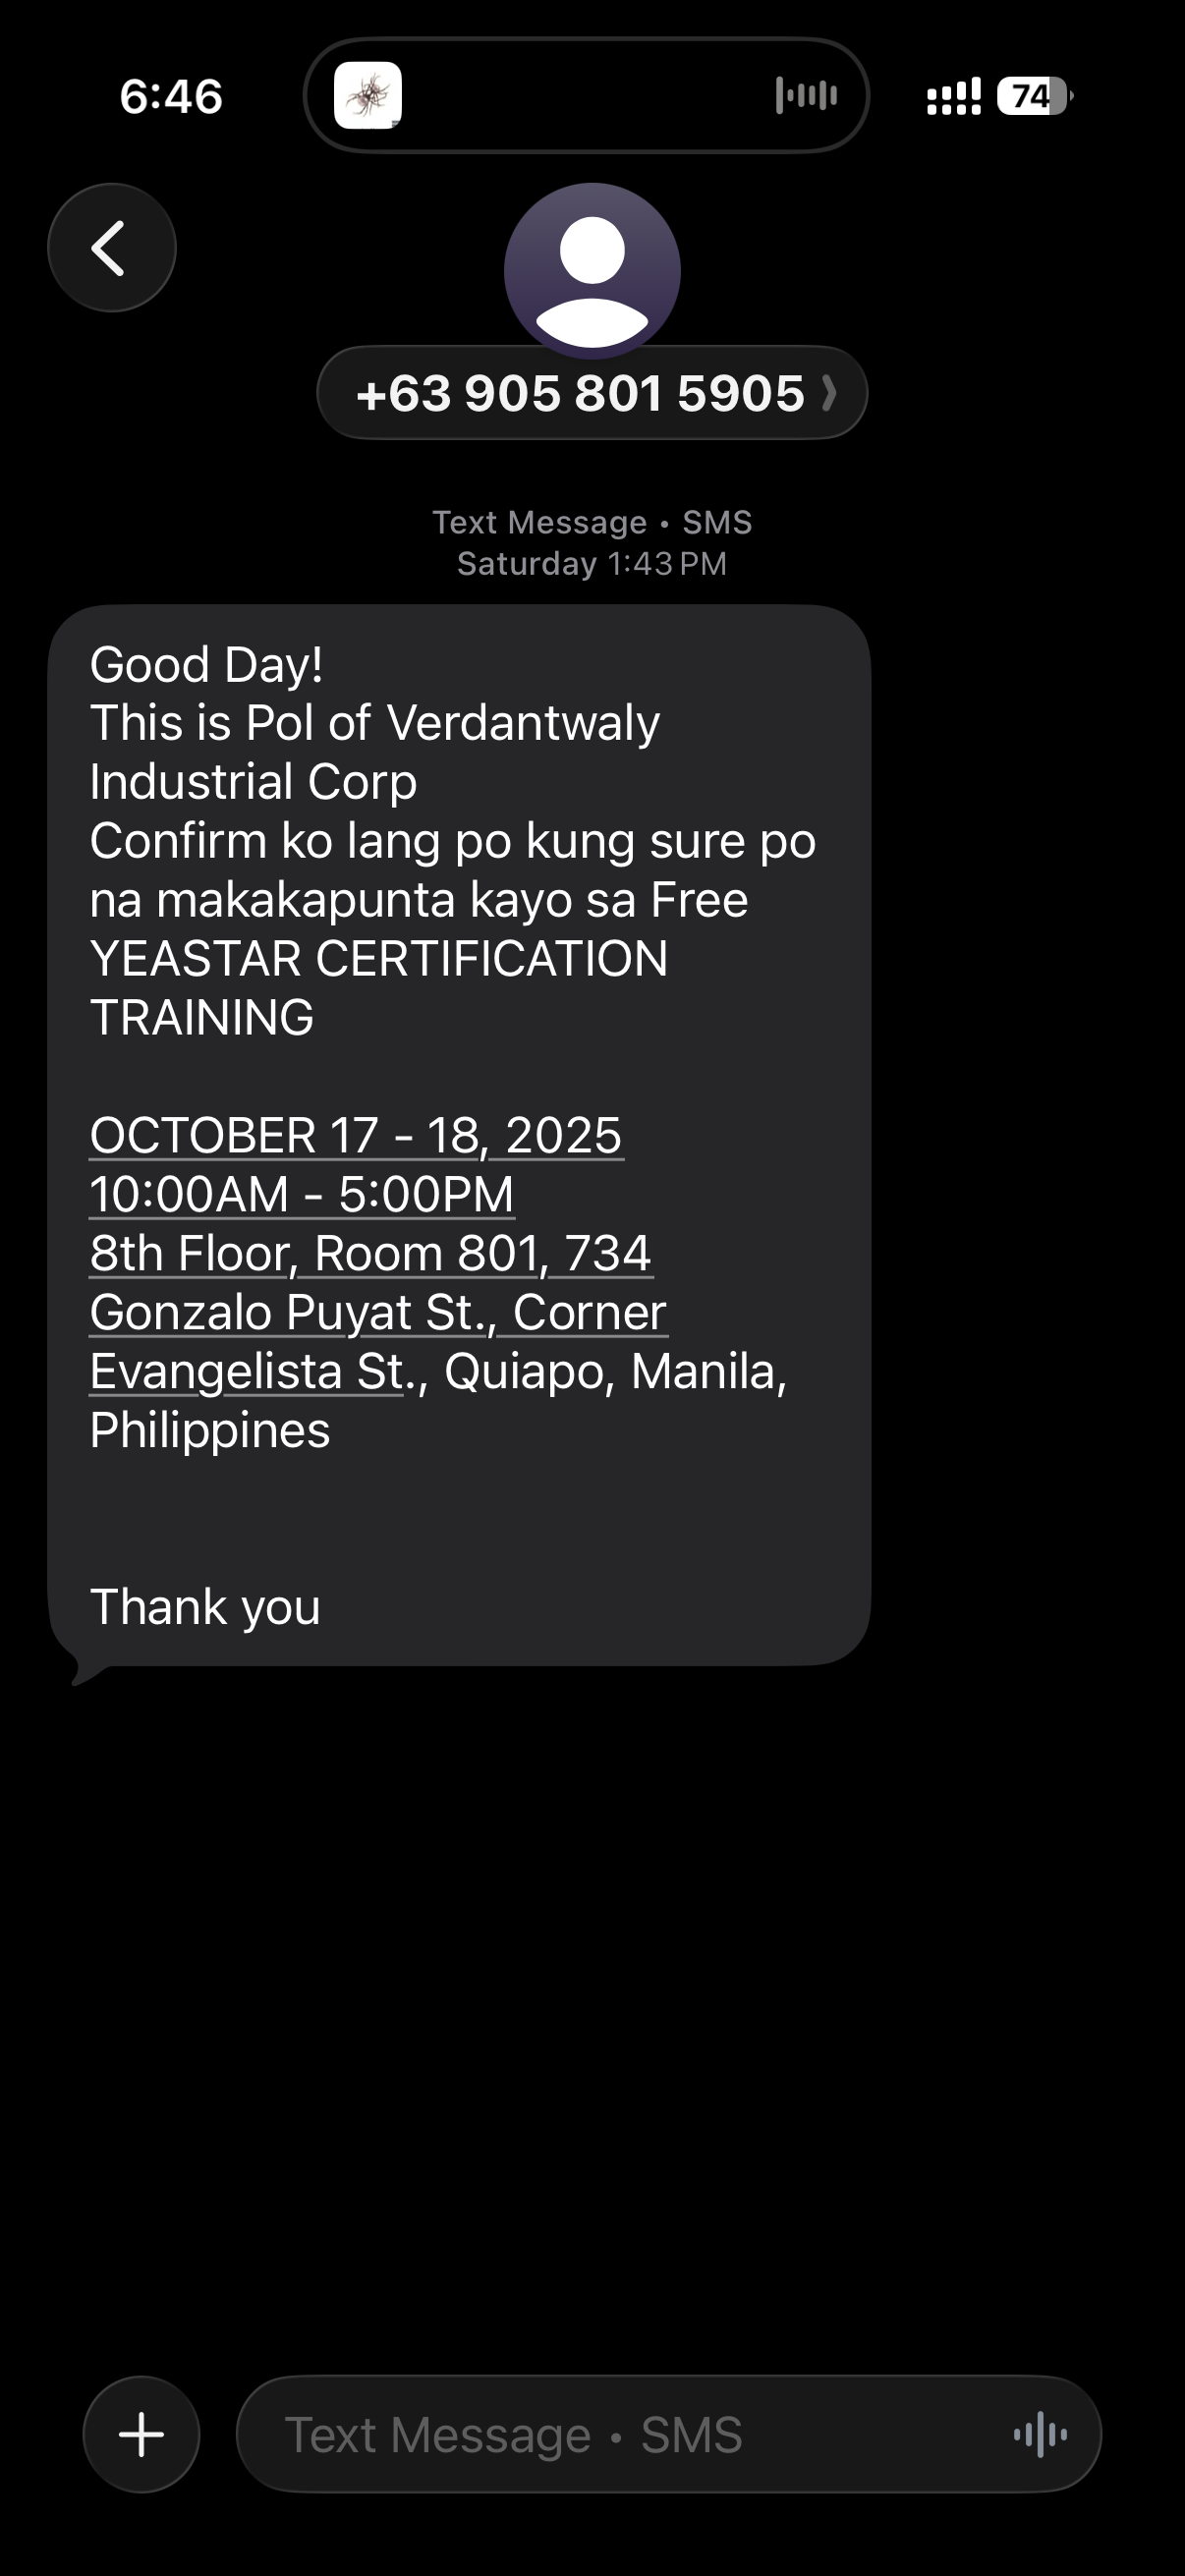 6:46
74
+63 905 801 5905
Text Message • SMS
Saturday 1:43 PM
Good Day!
This is Pol of Verdantwaly
Industrial Corp
Confirm ko lang po kung sure po
na makakapunta kayo sa Free
YEASTAR CERTIFICATION
TRAINING
OCTOBER 17 - 18, 2025
10:00AM - 5:00PM
8th Floor, Room 801, 734
Gonzalo Puyat St., Corner
Evangelista St., Quiapo, Manila,
Philippines
Thank you
Text Message • SMS